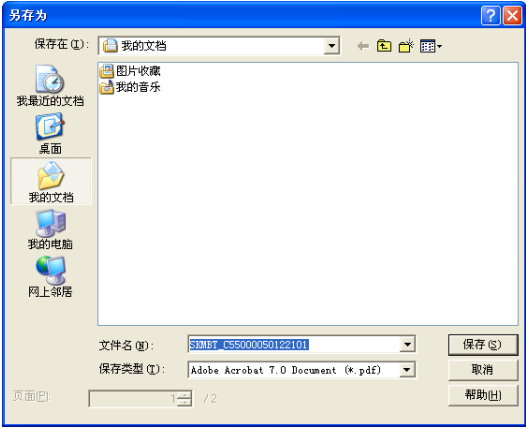 另存为
保存在(I):
我的文档
图片收藏
我的音乐
我最近的文档
桌面
我的文档
我的电脑
网上邻居
文件名(N):
SKMBT_C55000050122101
保存(S)
保存类型(T):
Adobe Acrobat 7.0 Document (*.pdf)
取消
页面(P):
1
/2
帮助(H)